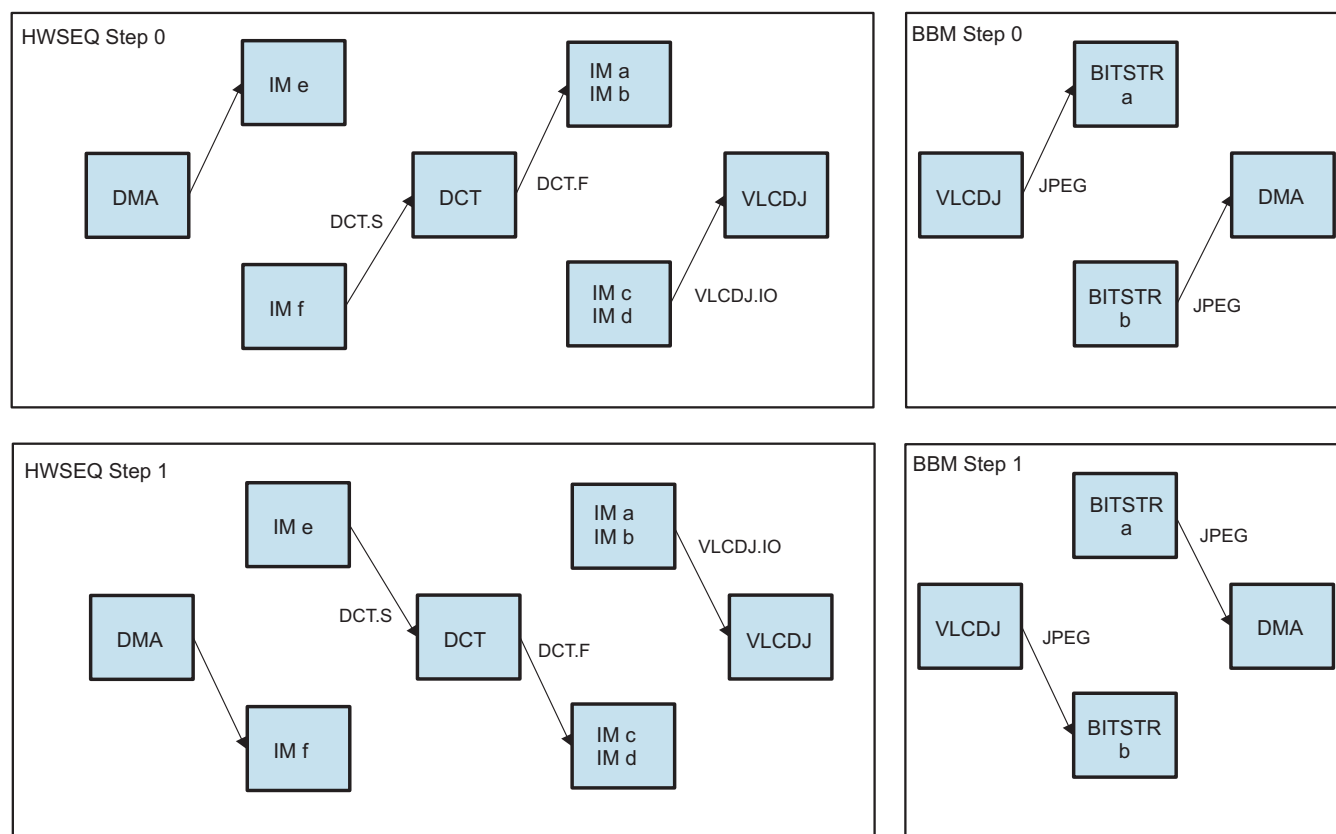 HWSEQ Step 0
IM e
IM a
IM b
DMA
DCT
DCT.F
VLCDJ
DCT.S
IM f
IM c
IM d
VLCDJ.IO
BBM Step 0
BITSTR
a
VLCDJ
JPEG
DMA
BITSTR
b
JPEG
HWSEQ Step 1
IM e
IM a
IM b
VLCDJ.IO
DMA
DCT.S
DCT
DCT.F
VLCDJ
IM f
IM c
IM d
BBM Step 1
BITSTR
a
JPEG
VLCDJ
JPEG
DMA
BITSTR
b